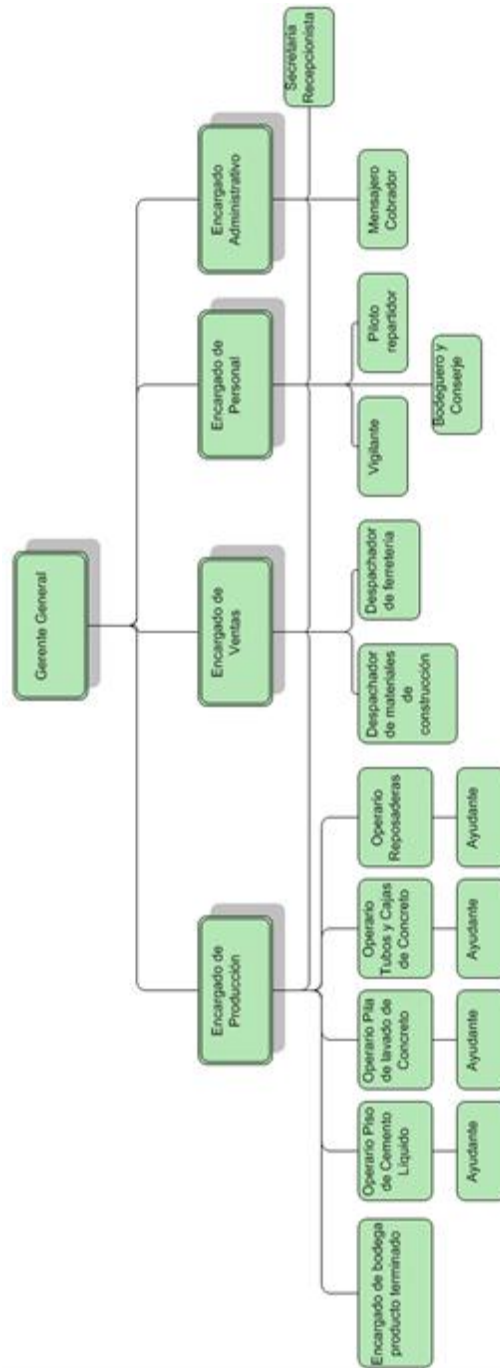 Gerente General
Encargado de
Producción
Encargado de
Ventas
Encargado de
Personal
Encargado
Administrativo
Secretaria
Recepcionista
Encargado de bodega
producto terminado
Operario Piso
de Cemento
Líquido
Operario Pila
de lavado de
Concreto
Operario
Tubos y Cajas
de Concreto
Operario
Reposaderas
Despachador
de materiales
de
construcción
Despachador
de ferretería
Vigilante
Piloto
repartidor
Mensajero
Cobrador
Ayudante
Ayudante
Ayudante
Ayudante
Bodeguero y
Conserje